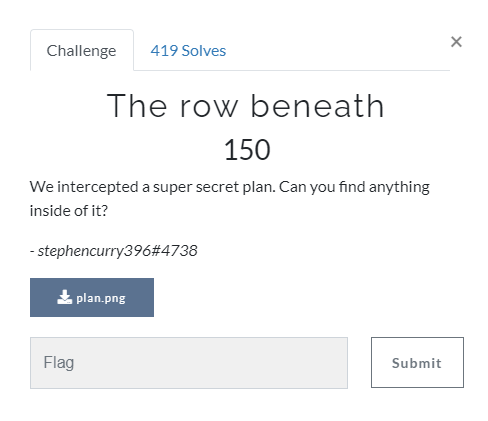 Challenge
419 Solves
×
The row beneath
150
We intercepted a super secret plan. Can you find anything
inside of it?
- stephencurry396#4738
plan.png
Flag
Submit